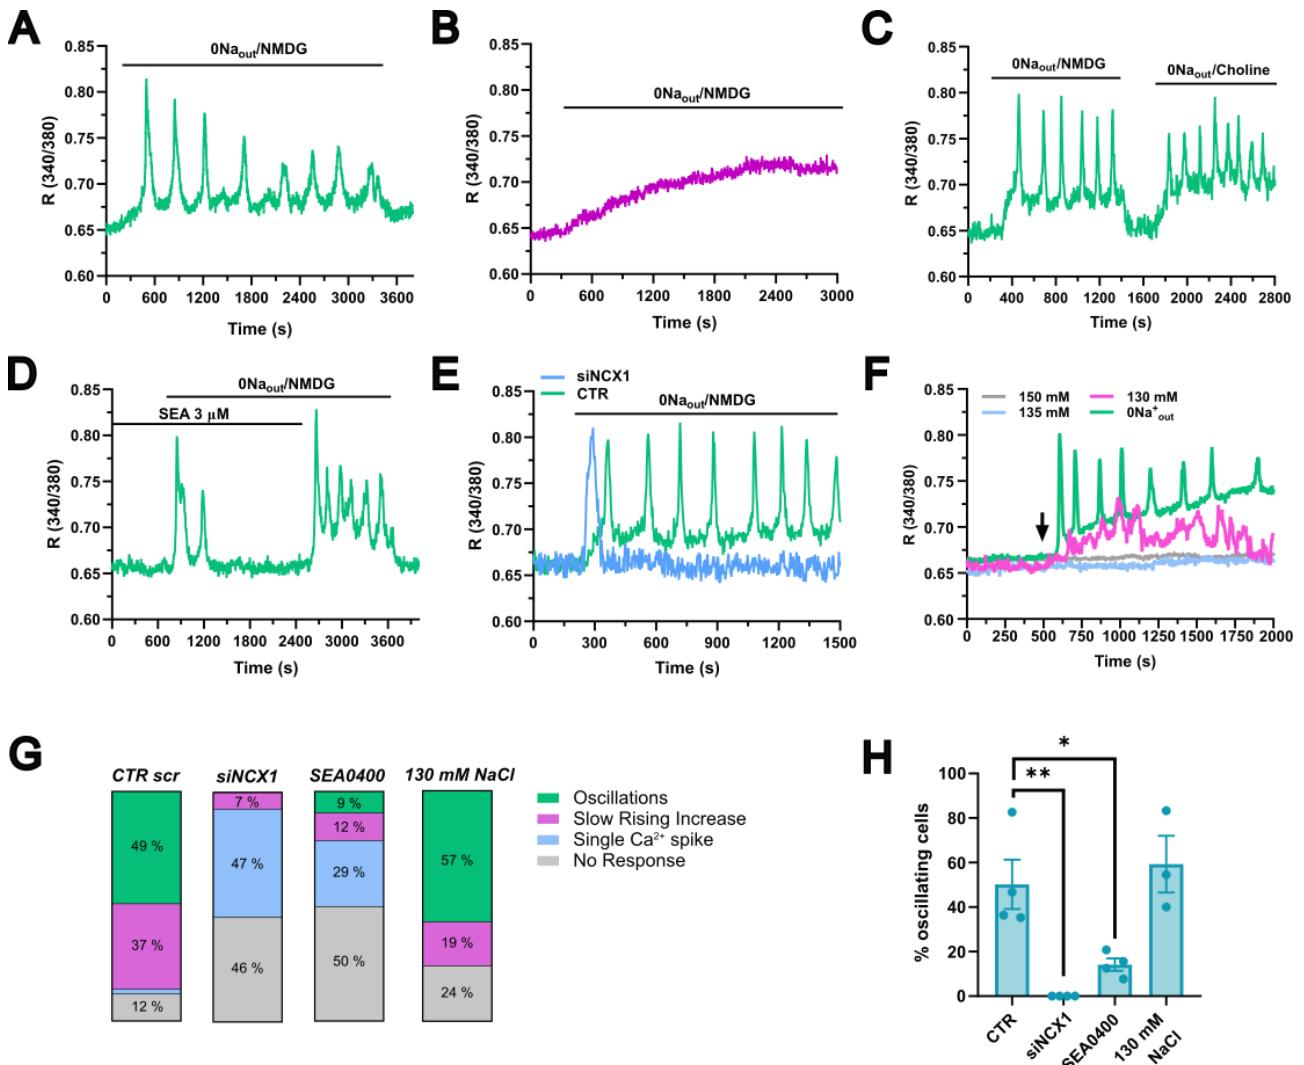 A
0Naout/NMDG
0.85
0.80
0.75
0.70
0.65
0.60
R (340/380)
0 600 1200 1800 2400 3000 3600
Time (s)
B
0Naout/NMDG
0.85
0.80
0.75
0.70
0.65
0.60
R (340/380)
0 600 1200 1800 2400 3000
Time (s)
C
0Naout/NMDG
0Naout/Choline
0.85
0.80
0.75
0.70
0.65
0.60
R (340/380)
0 400 800 1200 1600 2000 2400 2800
Time (s)
D
0Naout/NMDG
SEA 3 μM
0.85
0.80
0.75
0.70
0.65
0.60
R (340/380)
0 600 1200 1800 2400 3000 3600
Time (s)
E
siNCX1
CTR
0Naout/NMDG
0.85
0.80
0.75
0.70
0.65
0.60
R (340/380)
0 300 600 900 1200 1500
Time (s)
F
150 mM
130 mM
135 mM
0Na+out
0.85
0.80
0.75
0.70
0.65
0.60
R (340/380)
0 250 500 750 1000 1250 1500 1750 2000
Time (s)
G
CTR scr
siNCX1
SEA0400
130 mM NaCl
49 %
37 %
12 %
7 %
47 %
46 %
9 %
12 %
29 %
50 %
57 %
19 %
24 %
Oscillations
Slow Rising Increase
Single Ca2+ spike
No Response
H
*
**
100
80
60
40
20
0
% oscillating cells
CTR
siNCX1
SEA0400
130 mM
NaCl